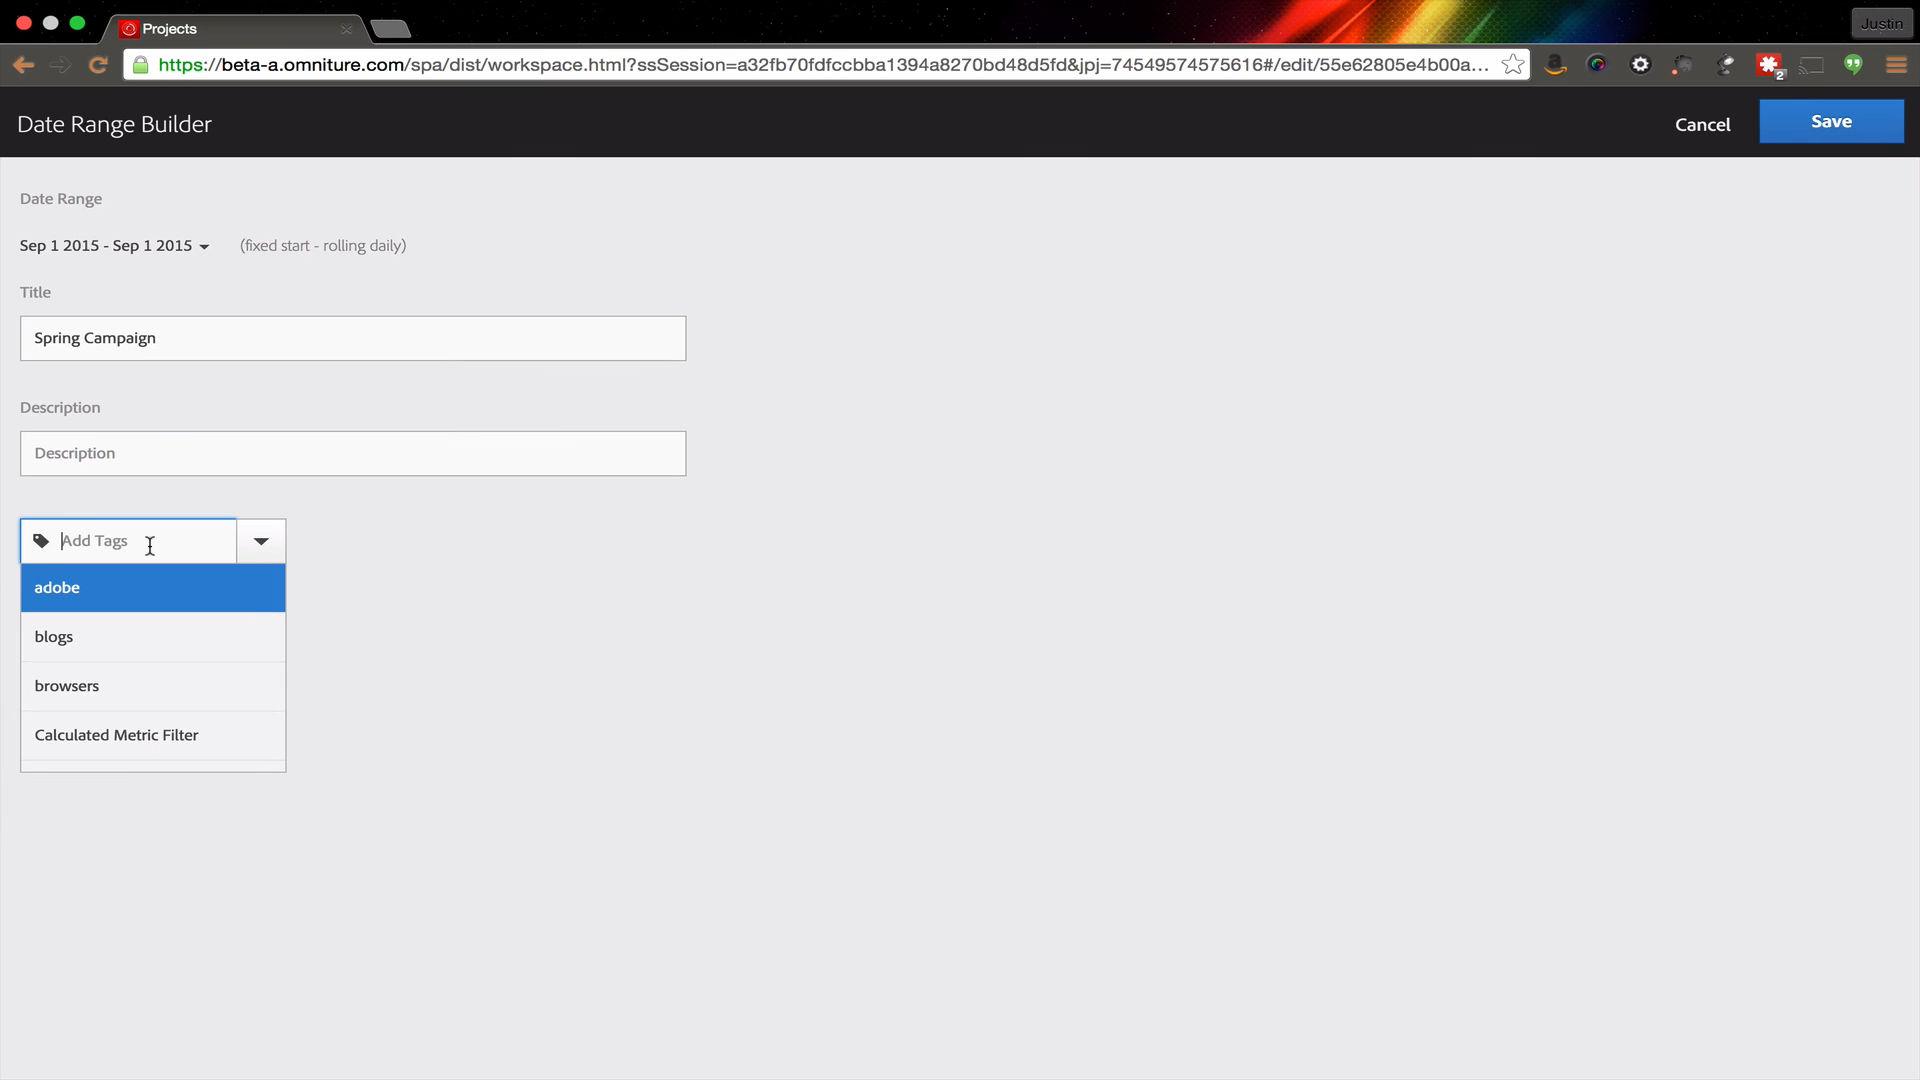 Projects
Justin
https://beta-a.omniture.com/spa/dist/workspace.html?ssSession=a32fb70fdfccbba1394a8270bd48d5fd&jpj=74549574575616#/edit/55e62805e4b00a...
2
Date Range Builder
Cancel
Save
Date Range
Sep 1 2015 - Sep 1 2015
(fixed start - rolling daily)
Title
Spring Campaign
Description
Description
Add Tags
adobe
blogs
browsers
Calculated Metric Filter